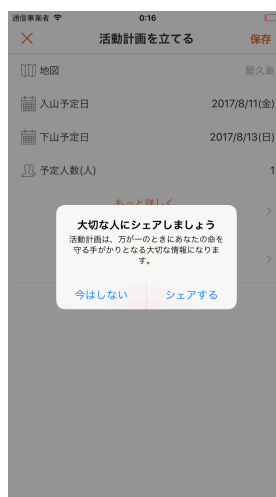 通信事業者 0:16
活動計画を立てる 保存
地図 屋久島
入山予定日 2017/8/11(金)
下山予定日 2017/8/13(日)
予定人数(人) 1
もっと詳しく
大切な人にシェアしましょう
活動計画は、万が一のときにあなたの命を
守る手がかりとなる大切な情報になりま
す。
今はしない シェアする